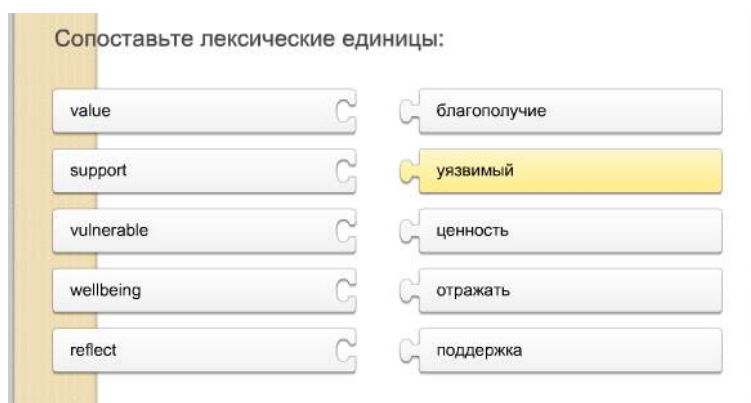 Сопоставьте лексические единицы:
value
благополучие
support
уязвимый
vulnerable
ценность
wellbeing
отражать
reflect
поддержка